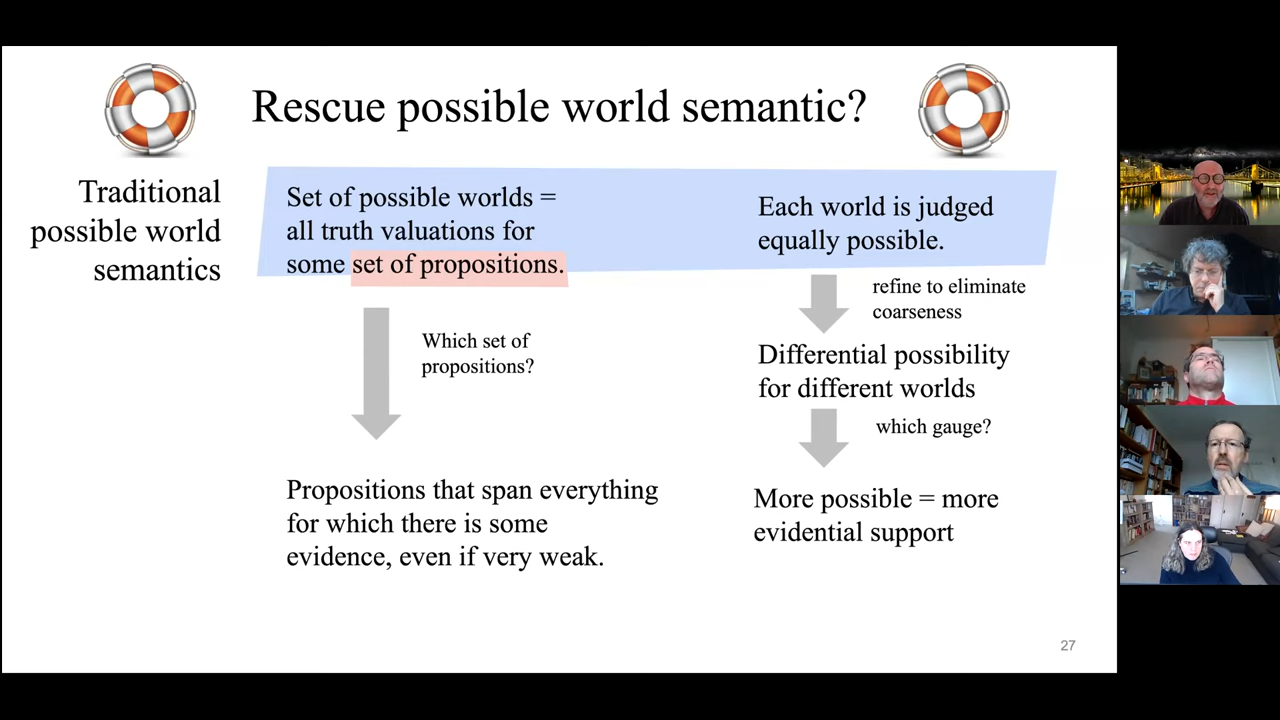 Rescue possible world semantic?
Traditional
possible world
semantics
Set of possible worlds =
all truth valuations for
some set of propositions.
Which set of
propositions?
Propositions that span everything
for which there is some
evidence, even if very weak.
Each world is judged
equally possible.
refine to eliminate
coarseness
Differential possibility
for different worlds
which gauge?
More possible = more
evidential support
27